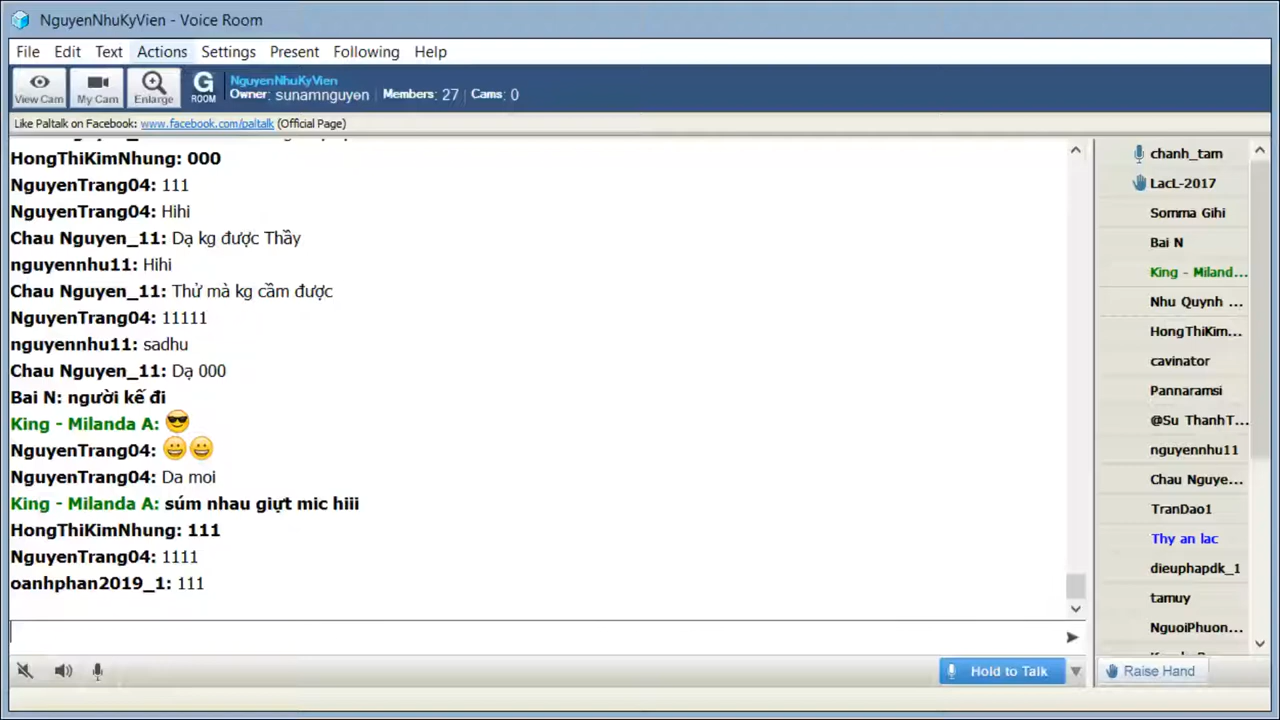 NguyenNhuKyVien - Voice Room
File Edit Text Actions Settings Present Following Help
View Cam My Cam Enlarge G ROOM
NguyenNhuKyVien
Owner: sunamnguyen Members: 27 Cams: 0
Like Paltalk on Facebook: www.facebook.com/paltalk (Official Page)
HongThiKimNhung: 000
NguyenTrang04: 111
NguyenTrang04: Hihi
Chau Nguyen_11: Dạ kg được Thầy
nguyennhu11: Hihi
Chau Nguyen_11: Thử mà kg cầm được
NguyenTrang04: 11111
nguyennhu11: sadhu
Chau Nguyen_11: Dạ 000
Bai N: người kế đi
King - Milanda A: 😎
NguyenTrang04: 😀😀
NguyenTrang04: Da moi
King - Milanda A: súm nhau giựt mic hiii
HongThiKimNhung: 111
NguyenTrang04: 1111
oanhphan2019_1: 111
chanh_tam
LacL-2017
Somma Gihi
Bai N
King - Miland...
Nhu Quynh ...
HongThiKim...
cavinator
Pannaramsi
@Su ThanhT...
nguyennhu11
Chau Nguye...
TranDao1
Thy an lac
dieuphapdk_1
tamuy
NguoiPhuon...
Hold to Talk
Raise Hand